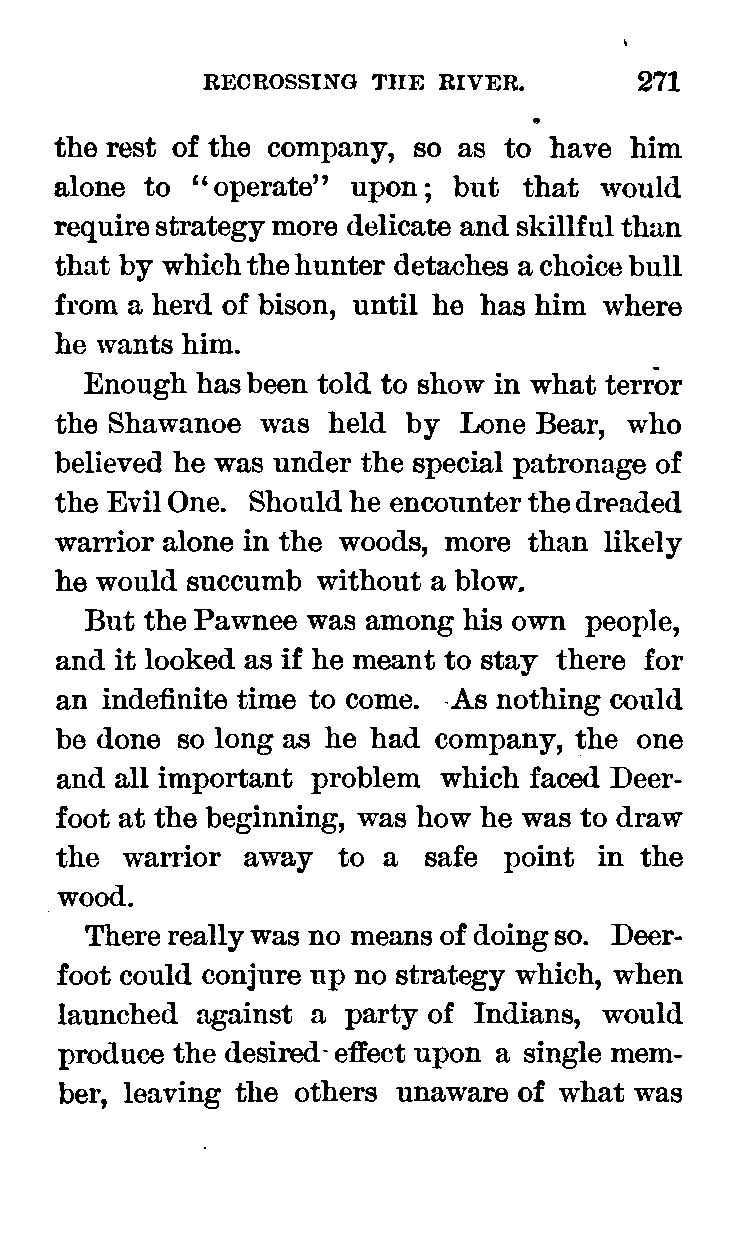 RECROSSING THE RIVER. 271
the rest of the company, so as to have him
alone to "operate" upon; but that would
require strategy more delicate and skillful than
that by which the hunter detaches a choice bull
from a herd of bison, until he has him where
he wants him.
Enough has been told to show in what terror
the Shawanoe was held by Lone Bear, who
believed he was under the special patronage of
the Evil One. Should he encounter the dreaded
warrior alone in the woods, more than likely
he would succumb without a blow.
But the Pawnee was among his own people,
and it looked as if he meant to stay there for
an indefinite time to come. As nothing could
be done so long as he had company, the one
and all important problem which faced Deer-
foot at the beginning, was how he was to draw
the warrior away to a safe point in the
wood.
There really was no means of doing so. Deer-
foot could conjure up no strategy which, when
launched against a party of Indians, would
produce the desired effect upon a single mem-
ber, leaving the others unaware of what was